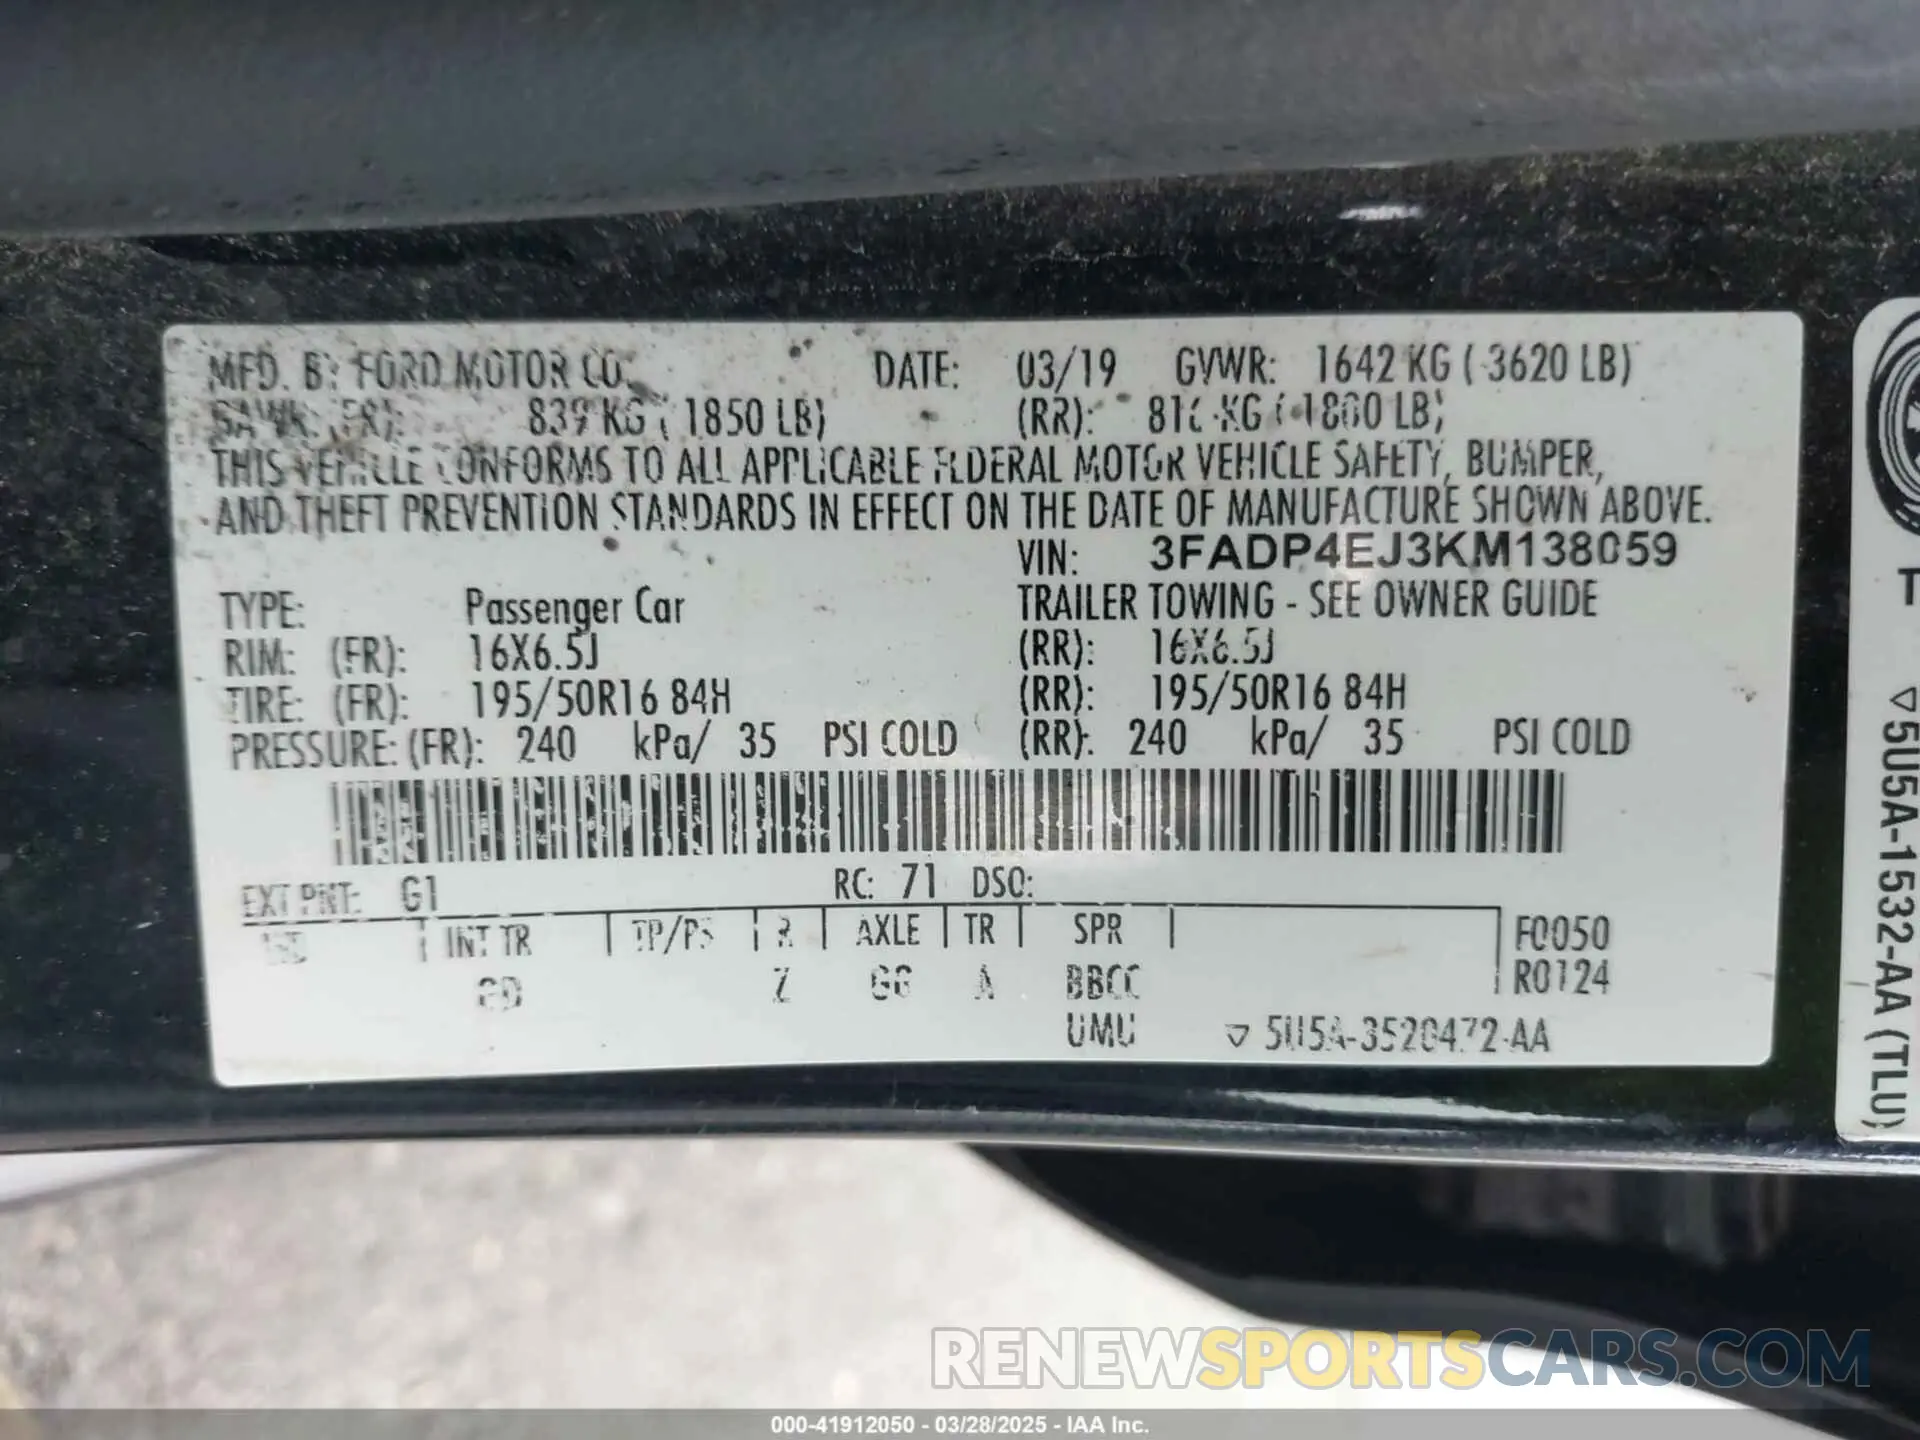 MFD. BY FORD MOTOR CO. DATE: 03/19 GVWR: 1642 KG ( 3620 LB)
GAWR: (FR): 839 KG ( 1850 LB) (RR): 816 KG ( 1800 LB)
THIS VEHICLE CONFORMS TO ALL APPLICABLE FEDERAL MOTOR VEHICLE SAFETY, BUMPER,
AND THEFT PREVENTION STANDARDS IN EFFECT ON THE DATE OF MANUFACTURE SHOWN ABOVE.
VIN: 3FADP4EJ3KM138059
TYPE: Passenger Car TRAILER TOWING - SEE OWNER GUIDE
RIM: (FR): 16X6.5J (RR): 16X6.5J
TIRE: (FR): 195/50R16 84H (RR): 195/50R16 84H
PRESSURE: (FR): 240 kPa/ 35 PSI COLD (RR): 240 kPa/ 35 PSI COLD
EXT PNT: G1 RC: 71 DSO:
INT TR TP/PS R AXLE TR SPR F0050
Z GG A BBCC R0124
UMU 5U5A-3520472-AA
T
5U5A-1532-AA (TLU)
RENEWSPORTSCARS.COM
000-41912050 - 03/28/2025 - IAA Inc.